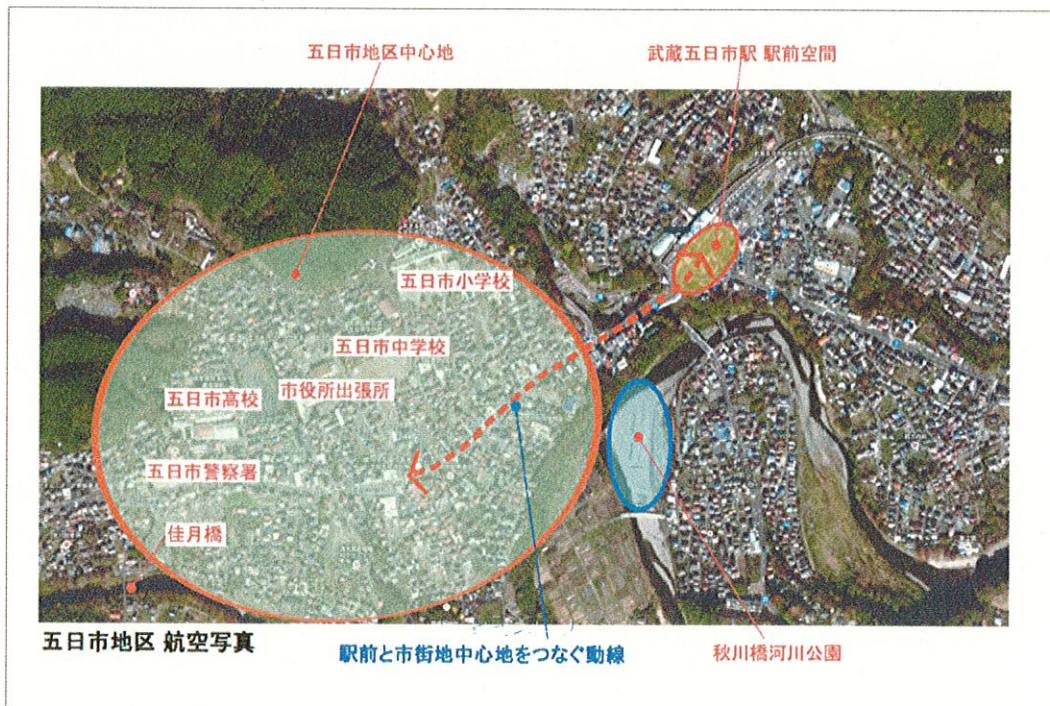 五日市地区中心地
武蔵五日市駅 駅前空間
五日市小学校
五日市中学校
市役所出張所
五日市高校
五日市警察署
佳月橋
五日市地区 航空写真
駅前と市街地中心地をつなぐ動線
秋川橋河川公園